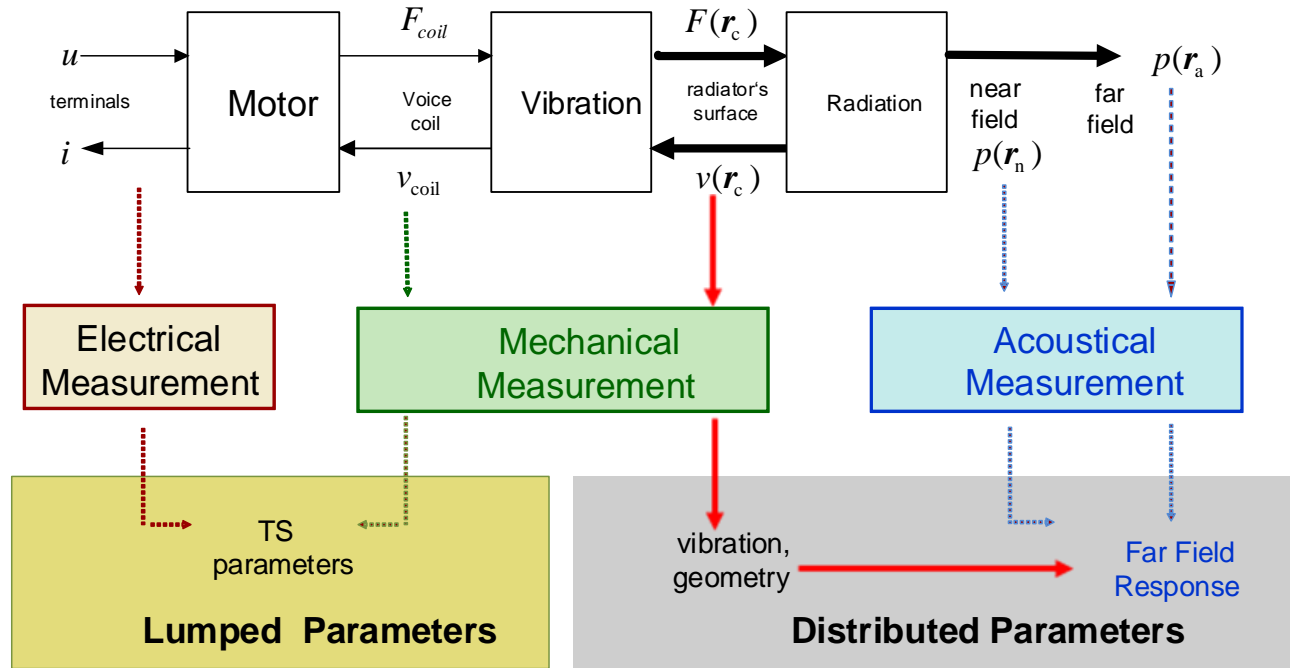 F_coil
F(r_c)
p(r_a)
u
terminals
Motor
Voice
coil
Vibration
radiator‘s
surface
Radiation
near
field
far
field
i
v_coil
v(r_c)
p(r_n)
Electrical
Measurement
Mechanical
Measurement
Acoustical
Measurement
TS
parameters
vibration,
geometry
Far Field
Response
Lumped Parameters
Distributed Parameters